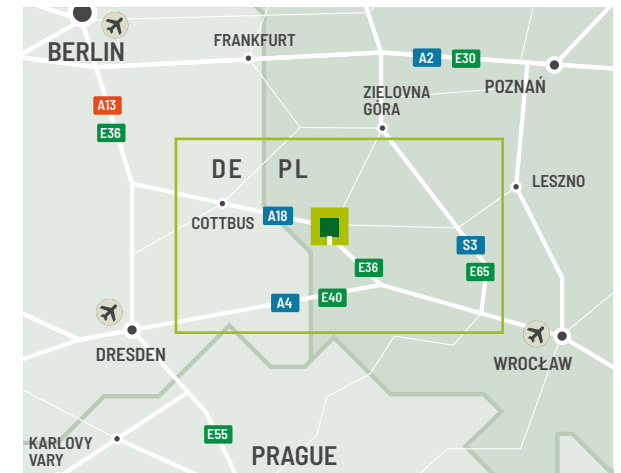 BERLIN
FRANKFURT
A2 E30
POZNAŃ
ZIELOVNA
GÓRA
A13
E36
DE PL
LESZNO
COTTBUS
A18
S3
E36
E65
A4 E40
DRESDEN
WROCŁAW
E55
KARLOVY
VARY
PRAGUE